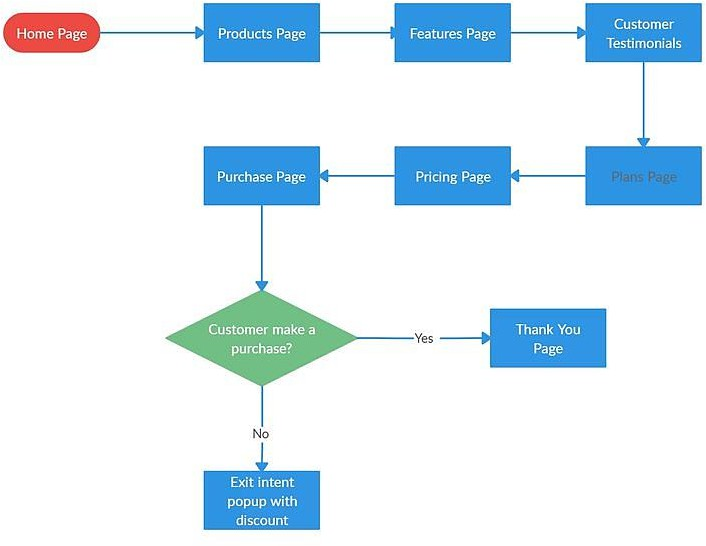 Home Page
Products Page
Features Page
Customer
Testimonials
Purchase Page
Pricing Page
Plans Page
Customer make a
purchase?
Yes
Thank You
Page
No
Exit intent
popup with
discount